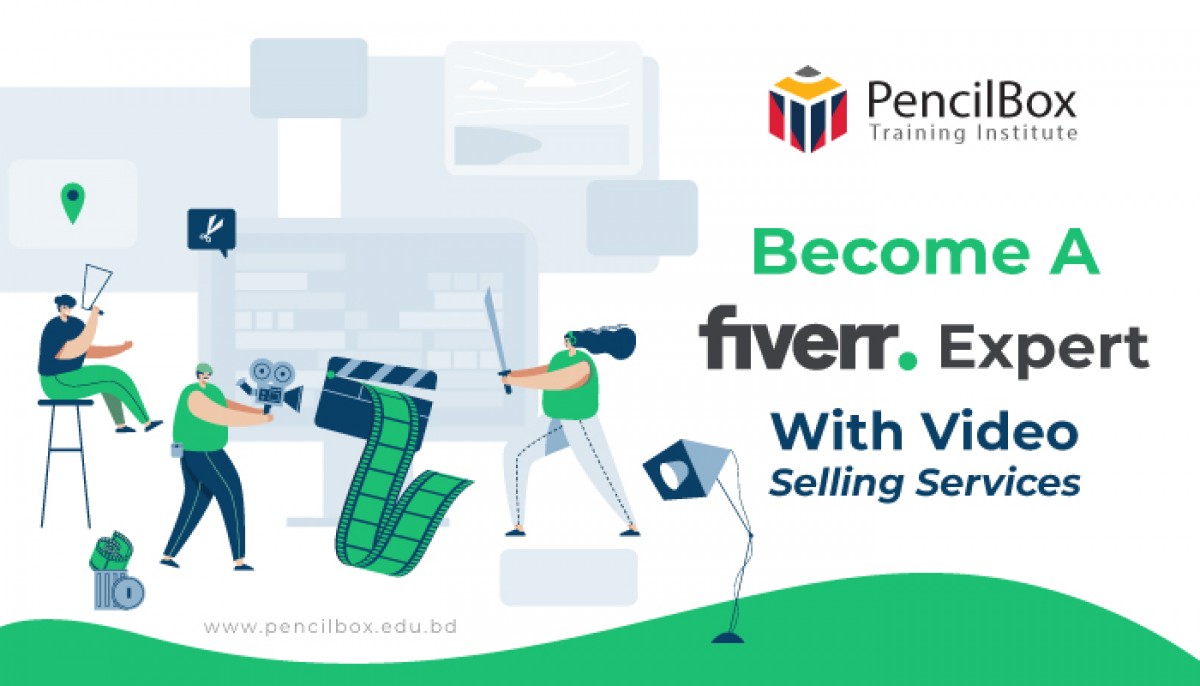 PencilBox
Training Institute
Become A
fiverr. Expert
With Video
Selling Services
www.pencilbox.edu.bd